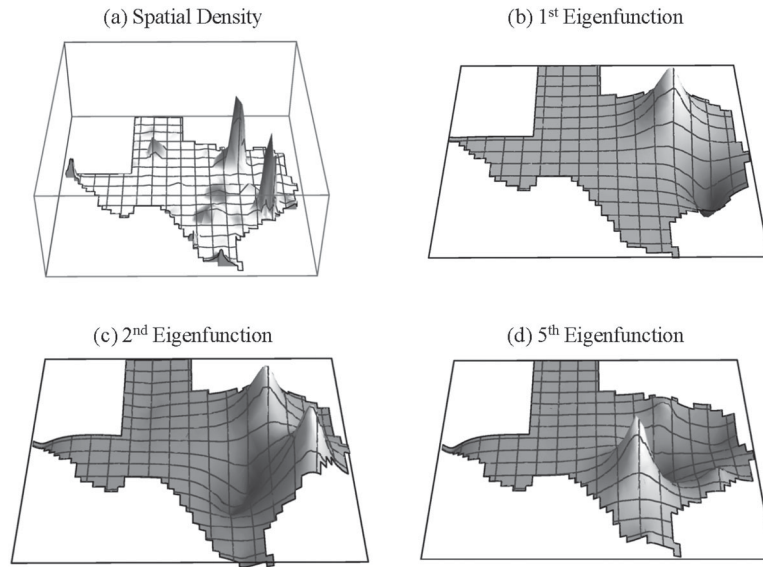 (a) Spatial Density
(b) 1st Eigenfunction
(c) 2nd Eigenfunction
(d) 5th Eigenfunction